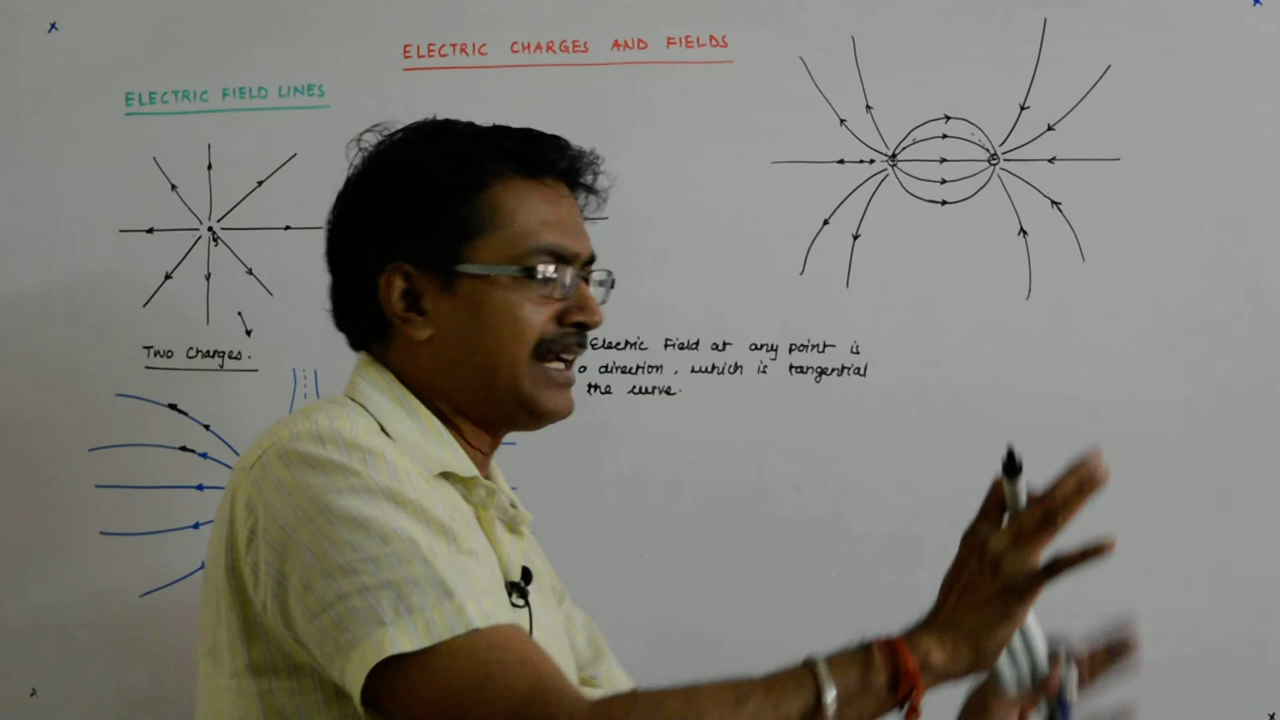 ELECTRIC CHARGES AND FIELDS
ELECTRIC FIELD LINES
Two Charges.
Electric Field at any point is
direction, which is tangential
the curve.